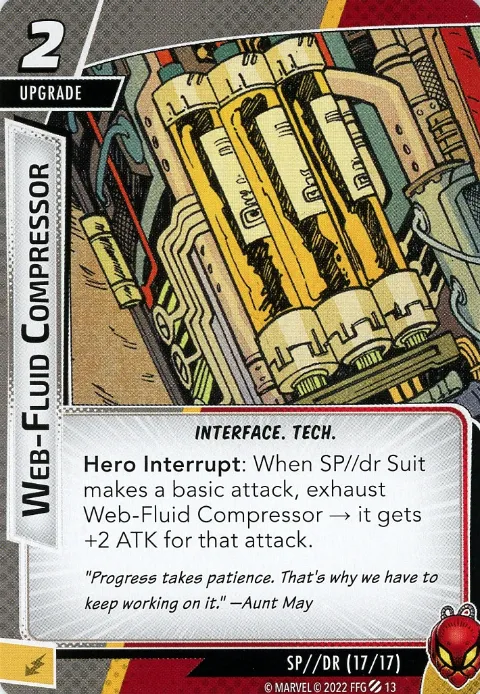 2
UPGRADE
WEB-FLUID COMPRESSOR
INTERFACE. TECH.
Hero Interrupt: When SP//dr Suit
makes a basic attack, exhaust
Web-Fluid Compressor → it gets
+2 ATK for that attack.
"Progress takes patience. That's why we have to
keep working on it." —Aunt May
SP//DR (17/17)
© MARVEL © 2022 FFG 13